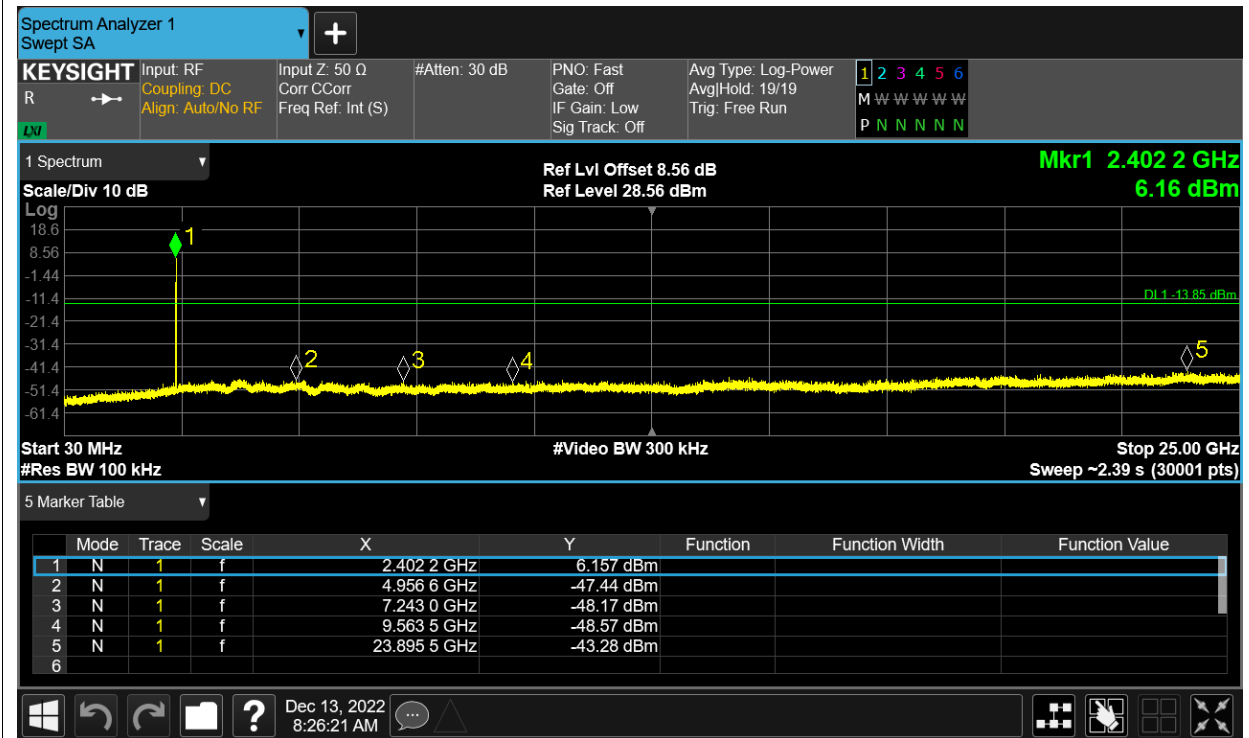 Spectrum Analyzer 1
Swept SA
KEYSIGHT
R
LXI
Input: RF
Coupling: DC
Align: Auto/No RF
Input Z: 50 Ω
Corr CCorr
Freq Ref: Int (S)
#Atten: 30 dB
PNO: Fast
Gate: Off
IF Gain: Low
Sig Track: Off
Avg Type: Log-Power
Avg|Hold: 19/19
Trig: Free Run
1 2 3 4 5 6
M W W W W W
P N N N N N
1 Spectrum
Scale/Div 10 dB
Ref Lvl Offset 8.56 dB
Ref Level 28.56 dBm
Mkr1 2.402 2 GHz
6.16 dBm
Log
18.6
8.56
-1.44
-11.4
-21.4
-31.4
-41.4
-51.4
-61.4
1
2
3
4
5
DL1 -13.85 dBm
Start 30 MHz
#Res BW 100 kHz
#Video BW 300 kHz
Stop 25.00 GHz
Sweep ~2.39 s (30001 pts)
5 Marker Table
Mode Trace Scale X Y Function Function Width Function Value
1 N 1 f 2.402 2 GHz 6.157 dBm
2 N 1 f 4.956 6 GHz -47.44 dBm
3 N 1 f 7.243 0 GHz -48.17 dBm
4 N 1 f 9.563 5 GHz -48.57 dBm
5 N 1 f 23.895 5 GHz -43.28 dBm
6
?
Dec 13, 2022
8:26:21 AM